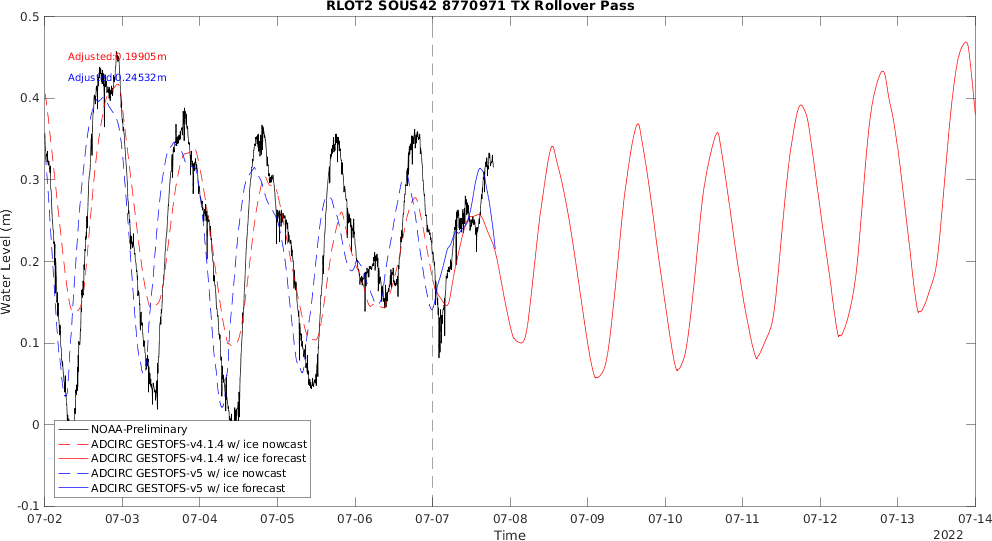 RLOT2 SOUS42 8770971 TX Rollover Pass
0.5
0.4
0.3
0.2
0.1
0
-0.1
Water Level (m)
Adjusted:0.19905m
Adjusted:0.24532m
NOAA-Preliminary
ADCIRC GESTOFS-v4.1.4 w/ ice nowcast
ADCIRC GESTOFS-v4.1.4 w/ ice forecast
ADCIRC GESTOFS-v5 w/ ice nowcast
ADCIRC GESTOFS-v5 w/ ice forecast
07-02 07-03 07-04 07-05 07-06 07-07 07-08 07-09 07-10 07-11 07-12 07-13 07-14
Time
2022